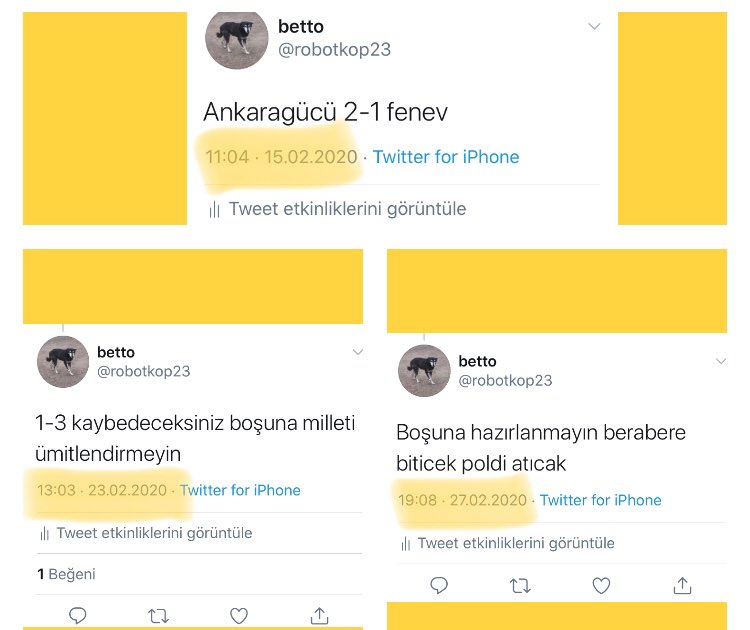 betto
@robotkop23
Ankaragücü 2-1 fenev
11:04 · 15.02.2020 · Twitter for iPhone
Tweet etkinliklerini görüntüle
betto
@robotkop23
1-3 kaybedeceksiniz boşuna milleti
ümitlendirmeyin
13:03 · 23.02.2020 · Twitter for iPhone
Tweet etkinliklerini görüntüle
1 Beğeni
betto
@robotkop23
Boşuna hazırlanmayın berabere
biticek poldi atıcak
19:08 · 27.02.2020 · Twitter for iPhone
Tweet etkinliklerini görüntüle